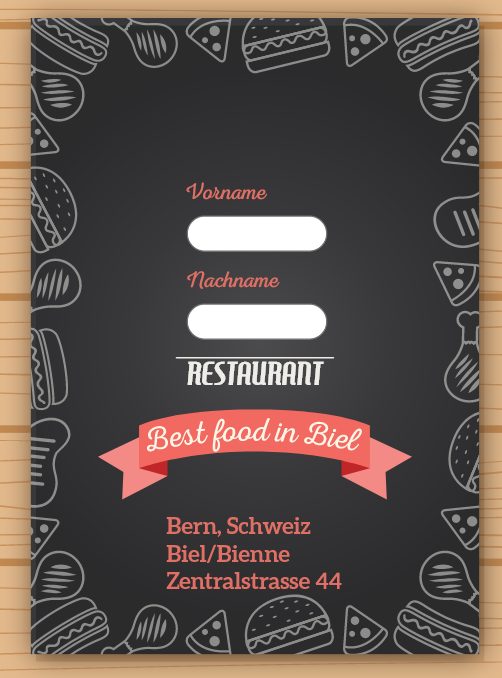 Vorname
Nachname
RESTAURANT
Best food in Biel
Bern, Schweiz
Biel/Bienne
Zentralstrasse 44